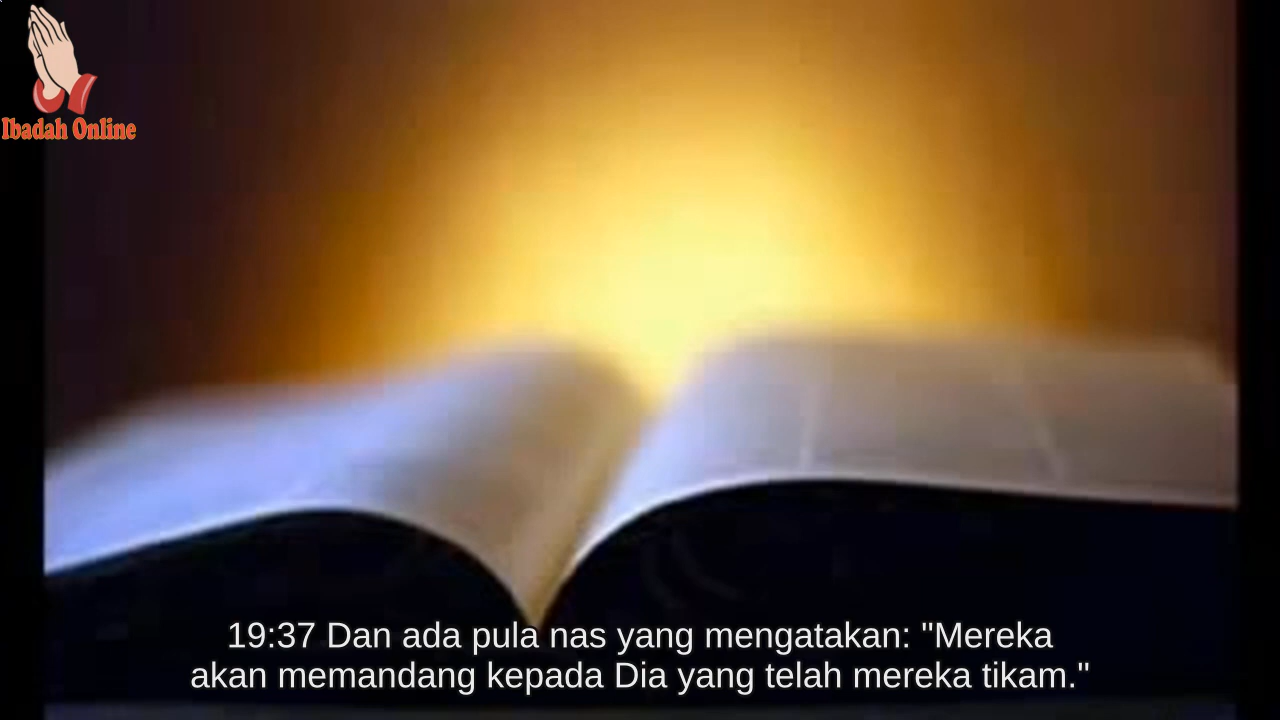 Ibadah Online
19:37 Dan ada pula nas yang mengatakan: "Mereka
akan memandang kepada Dia yang telah mereka tikam."